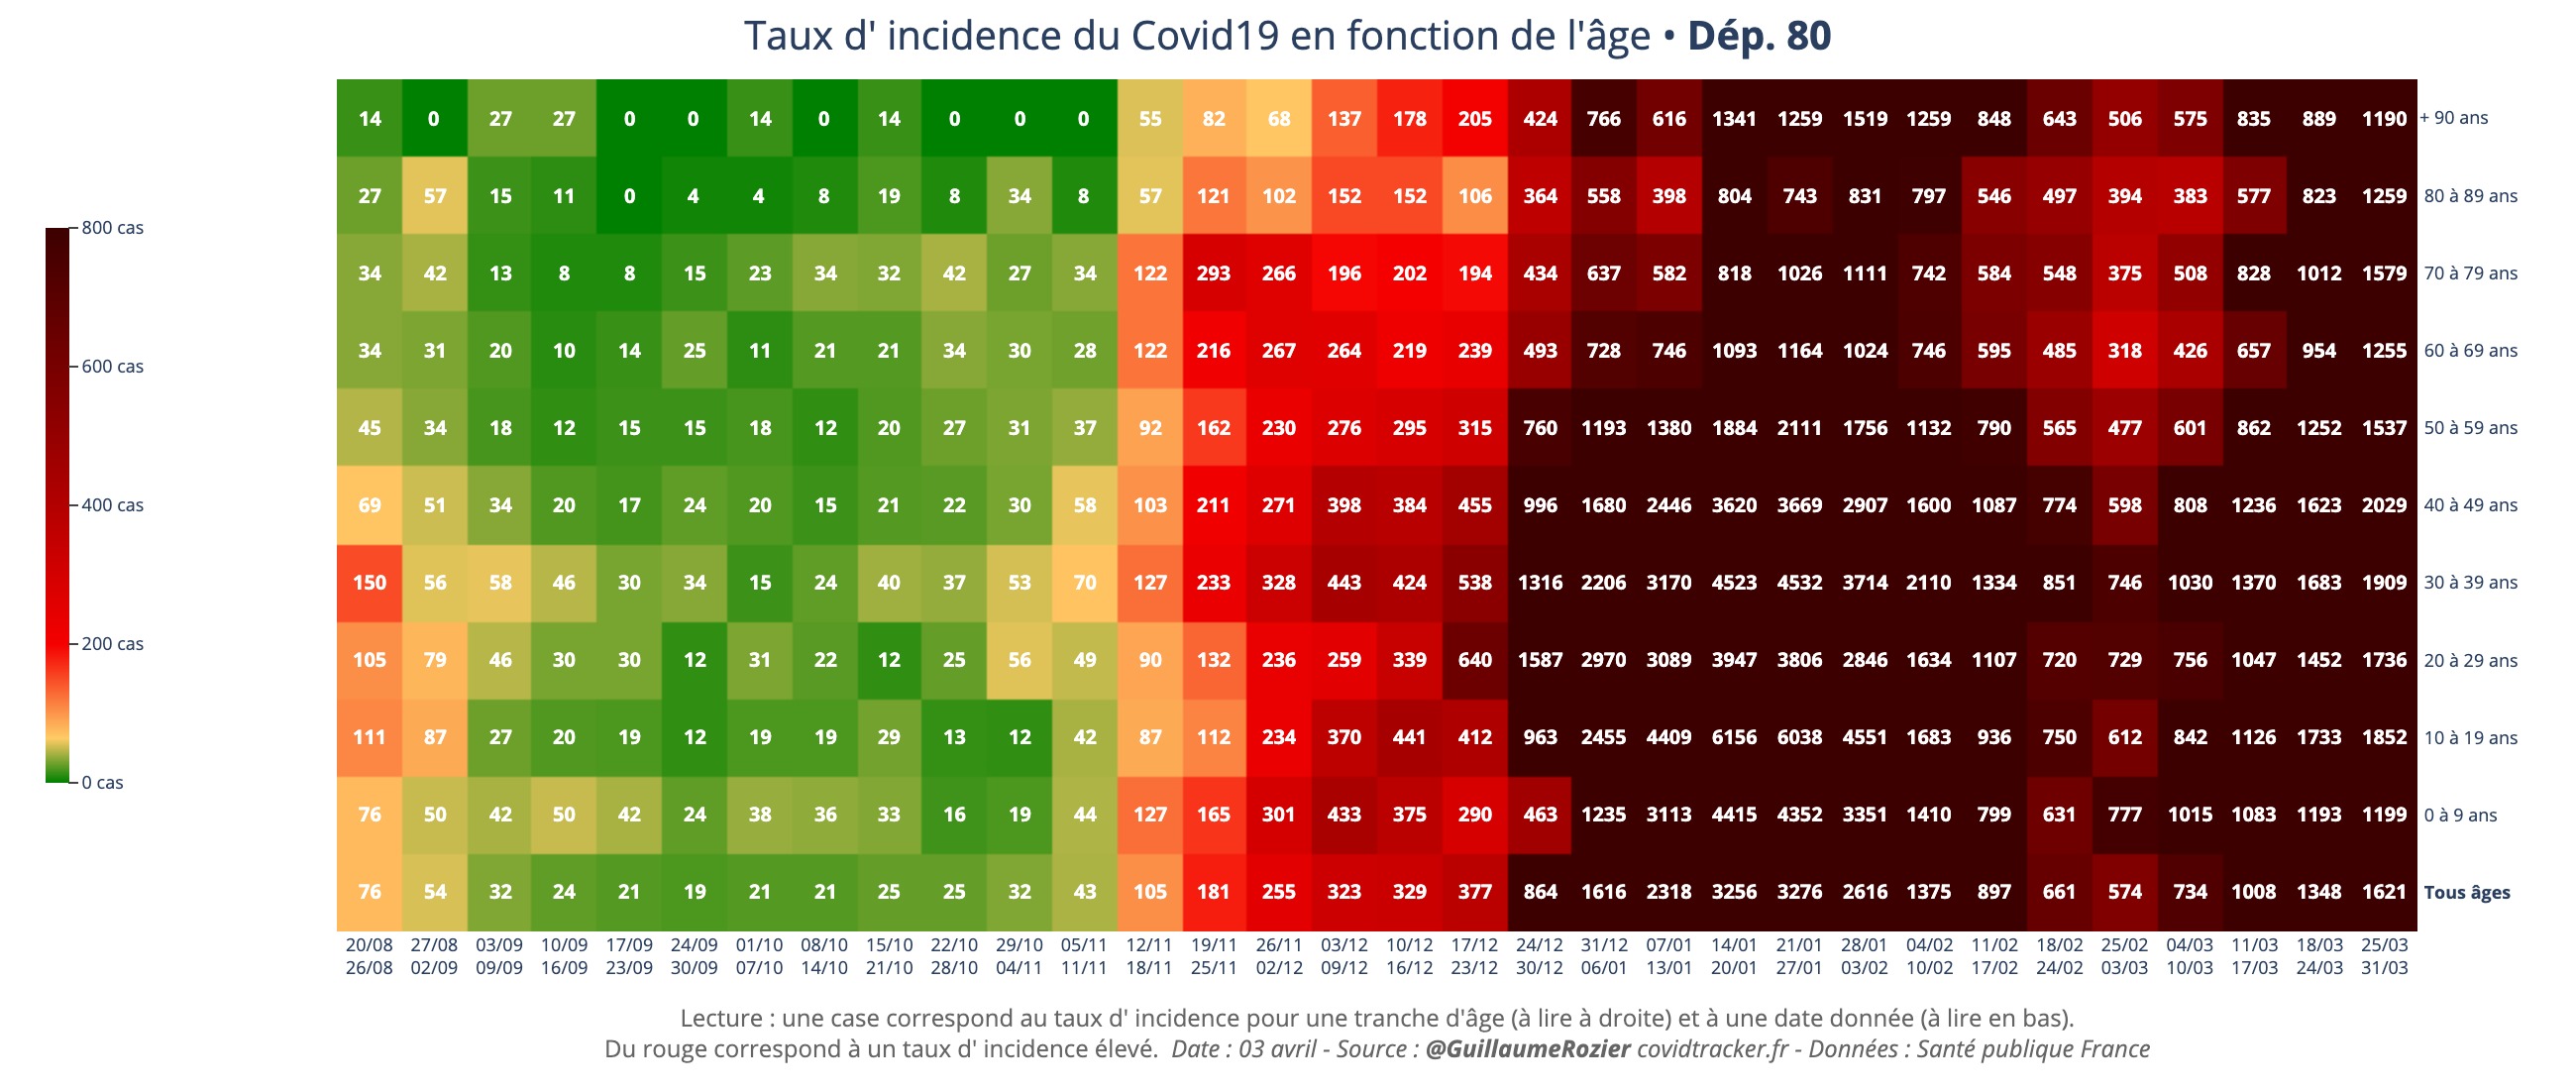 Taux d' incidence du Covid19 en fonction de l'âge • Dép. 80
14 0 27 27 0 0 14 0 14 0 0 0 55 82 68 137 178 205 424 766 616 1341 1259 1519 1259 848 643 506 575 835 889 1190 + 90 ans
27 57 15 11 0 4 4 8 19 8 34 8 57 121 102 152 152 106 364 558 398 804 743 831 797 546 497 394 383 577 823 1259 80 à 89 ans
800 cas
34 42 13 8 8 15 23 34 32 42 27 34 122 293 266 196 202 194 434 637 582 818 1026 1111 742 584 548 375 508 828 1012 1579 70 à 79 ans
34 31 20 10 14 25 11 21 21 34 30 28 122 216 267 264 219 239 493 728 746 1093 1164 1024 746 595 485 318 426 657 954 1255 60 à 69 ans
600 cas
45 34 18 12 15 15 18 12 20 27 31 37 92 162 230 276 295 315 760 1193 1380 1884 2111 1756 1132 790 565 477 601 862 1252 1537 50 à 59 ans
400 cas
69 51 34 20 17 24 20 15 21 22 30 58 103 211 271 398 384 455 996 1680 2446 3620 3669 2907 1600 1087 774 598 808 1236 1623 2029 40 à 49 ans
150 56 58 46 30 34 15 24 40 37 53 70 127 233 328 443 424 538 1316 2206 3170 4523 4532 3714 2110 1334 851 746 1030 1370 1683 1909 30 à 39 ans
200 cas
105 79 46 30 30 12 31 22 12 25 56 49 90 132 236 259 339 640 1587 2970 3089 3947 3806 2846 1634 1107 720 729 756 1047 1452 1736 20 à 29 ans
111 87 27 20 19 12 19 19 29 13 12 42 87 112 234 370 441 412 963 2455 4409 6156 6038 4551 1683 936 750 612 842 1126 1733 1852 10 à 19 ans
0 cas
76 50 42 50 42 24 38 36 33 16 19 44 127 165 301 433 375 290 463 1235 3113 4415 4352 3351 1410 799 631 777 1015 1083 1193 1199 0 à 9 ans
76 54 32 24 21 19 21 21 25 25 32 43 105 181 255 323 329 377 864 1616 2318 3256 3276 2616 1375 897 661 574 734 1008 1348 1621 Tous âges
20/08 27/08 03/09 10/09 17/09 24/09 01/10 08/10 15/10 22/10 29/10 05/11 12/11 19/11 26/11 03/12 10/12 17/12 24/12 31/12 07/01 14/01 21/01 28/01 04/02 11/02 18/02 25/02 04/03 11/03 18/03 25/03
26/08 02/09 09/09 16/09 23/09 30/09 07/10 14/10 21/10 28/10 04/11 11/11 18/11 25/11 02/12 09/12 16/12 23/12 30/12 06/01 13/01 20/01 27/01 03/02 10/02 17/02 24/02 03/03 10/03 17/03 24/03 31/03
Lecture : une case correspond au taux d' incidence pour une tranche d'âge (à lire à droite) et à une date donnée (à lire en bas).
Du rouge correspond à un taux d' incidence élevé. Date : 03 avril - Source : @GuillaumeRozier covidtracker.fr - Données : Santé publique France